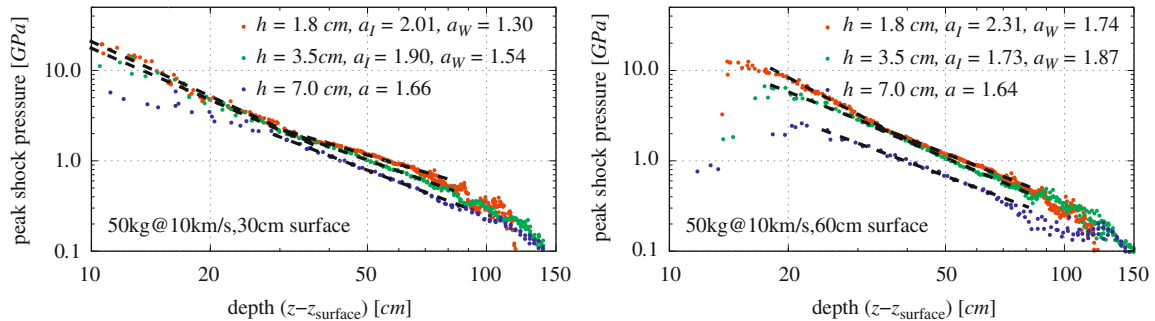 peak shock pressure [GPa]
10.0
1.0
0.1
h = 1.8 cm, a_I = 2.01, a_W = 1.30
h = 3.5cm, a_I = 1.90, a_W = 1.54
h = 7.0 cm, a = 1.66
50kg@10km/s,30cm surface
10 20 50 100 150
depth (z−z_surface) [cm]
peak shock pressure [GPa]
10.0
1.0
0.1
h = 1.8 cm, a_I = 2.31, a_W = 1.74
h = 3.5 cm, a_I = 1.73, a_W = 1.87
h = 7.0 cm, a = 1.64
50kg@10km/s,60cm surface
10 20 50 100 150
depth (z−z_surface) [cm]